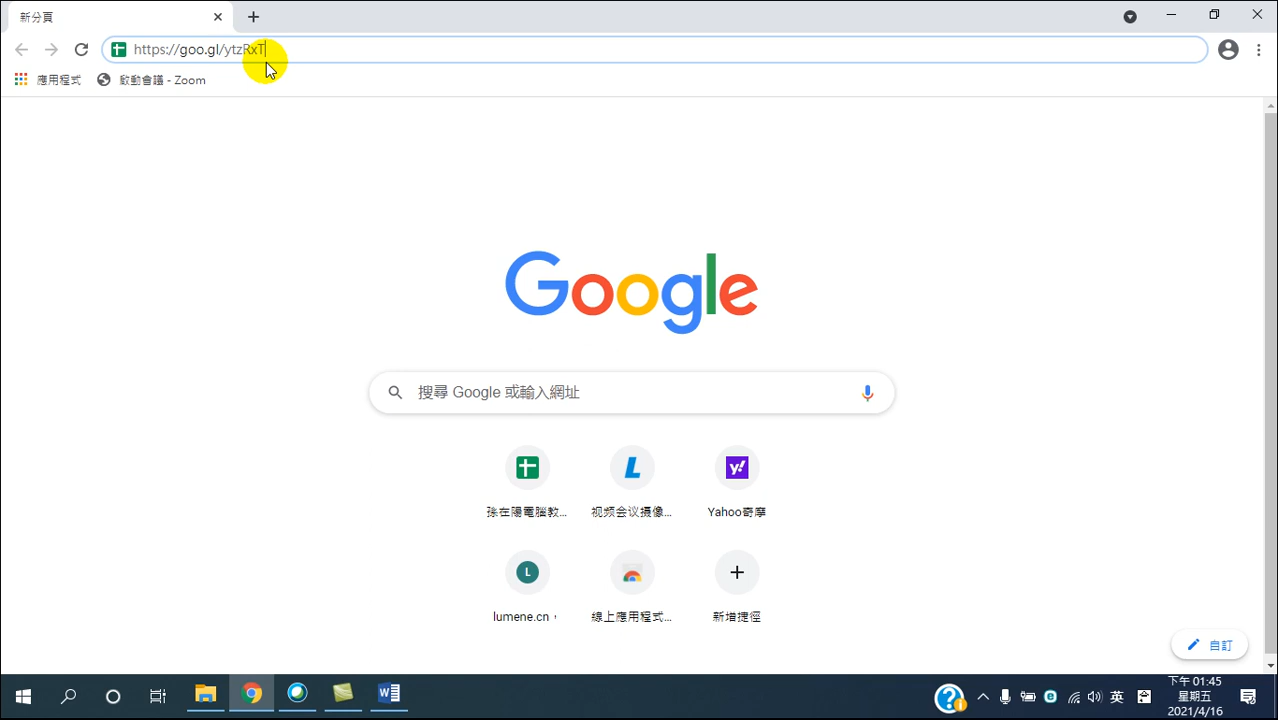 新分頁
https://goo.gl/ytzRxT
應用程式
啟動會議 - Zoom
Google
搜尋 Google 或輸入網址
孫在陽電腦教...
视频会议摄像...
Yahoo奇摩
lumene.cn，
線上應用程式...
新增捷徑
自訂
英
下午 01:45
星期五
2021/4/16